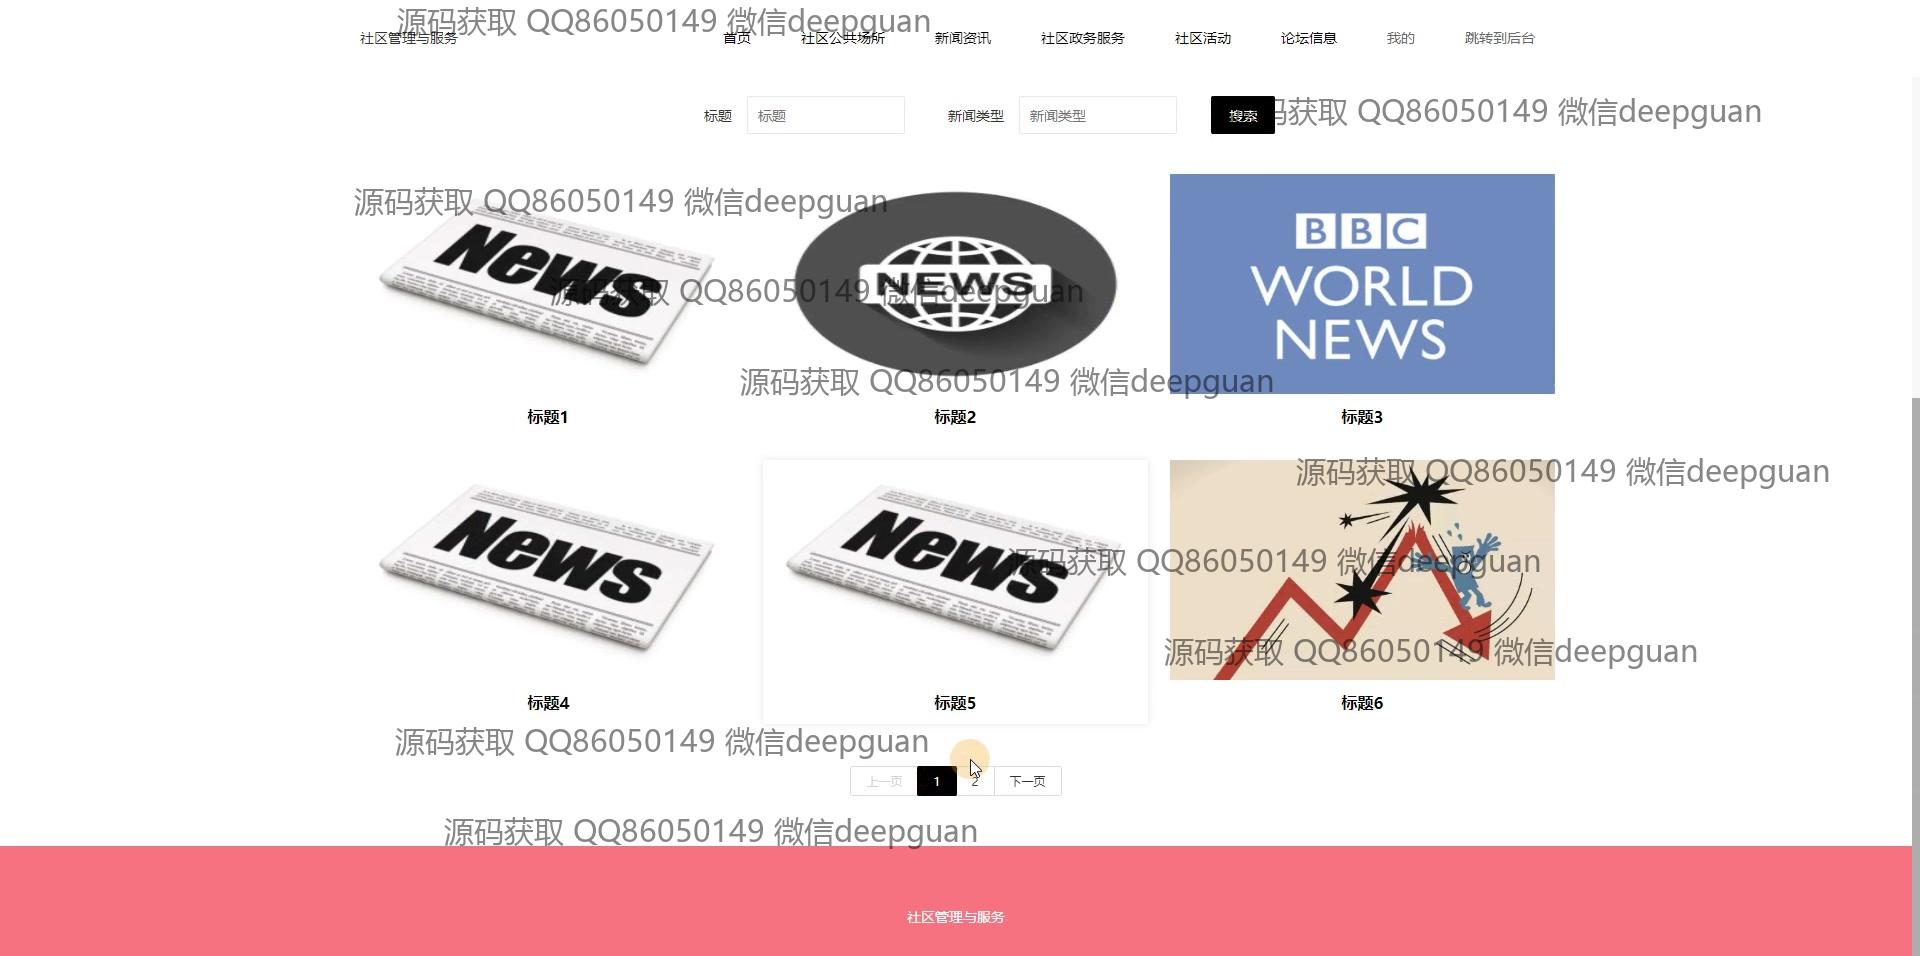 源码获取 QQ86050149 微信deepguan
社区管理与服务 首页 社区公共场所 新闻资讯 社区政务服务 社区活动 论坛信息 我的 跳转到后台
标题 标题 新闻类型 新闻类型 搜索
码获取 QQ86050149 微信deepguan
源码获取 QQ86050149 微信deepguan
News
NEWS
BBC
WORLD
NEWS
源码获取 QQ86050149 微信deepguan
源码获取 QQ86050149 微信deepguan
标题1 标题2 标题3
源码获取 QQ86050149 微信deepguan
News
News
源码获取 QQ86050149 微信deepguan
源码获取 QQ86050149 微信deepguan
标题4 标题5 标题6
源码获取 QQ86050149 微信deepguan
上一页 1 2 下一页
源码获取 QQ86050149 微信deepguan
社区管理与服务